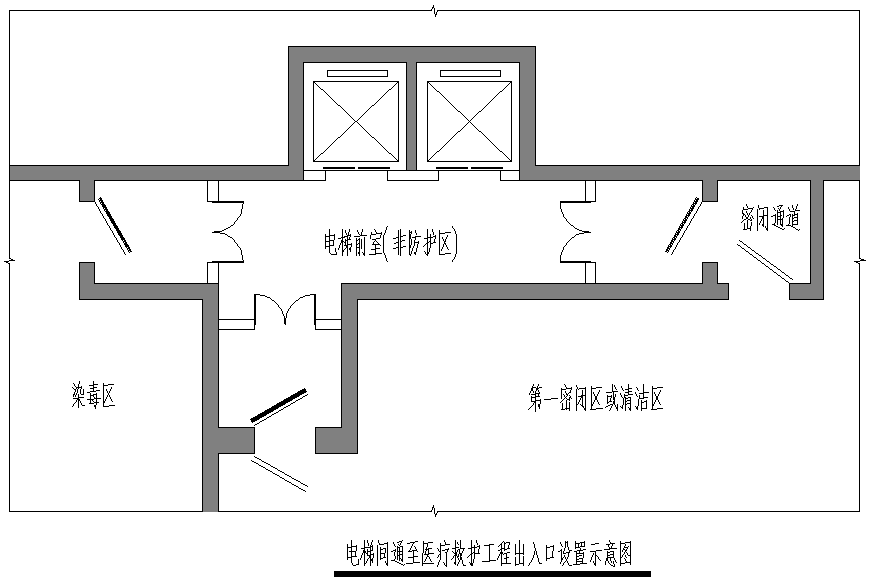 密闭通道
电梯前室(非防护区)
染毒区
第一密闭区或清洁区
电梯间通至医疗救护工程出入口设置示意图